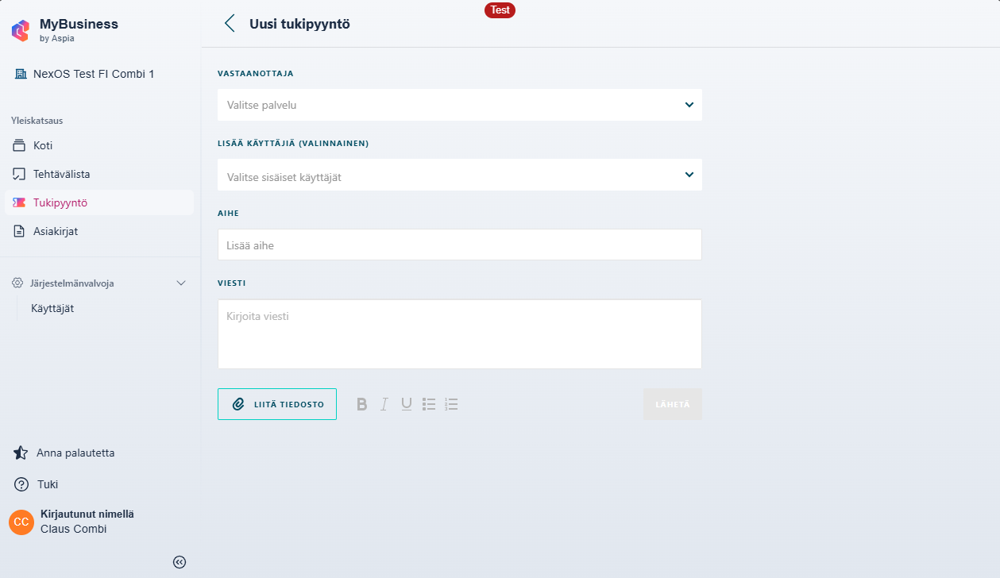 Test
MyBusiness
by Aspia
NexOS Test FI Combi 1
Yleiskatsaus
Koti
Tehtävälista
Tukipyyntö
Asiakirjat
Järjestelmänvalvoja
Käyttäjät
Anna palautetta
Tuki
CC
Kirjautunut nimellä
Claus Combi
Uusi tukipyyntö
VASTAANOTTAJA
Valitse palvelu
LISÄÄ KÄYTTÄJIÄ (VALINNAINEN)
Valitse sisäiset käyttäjät
AIHE
Lisää aihe
VIESTI
Kirjoita viesti
LIITÄ TIEDOSTO
LÄHETÄ